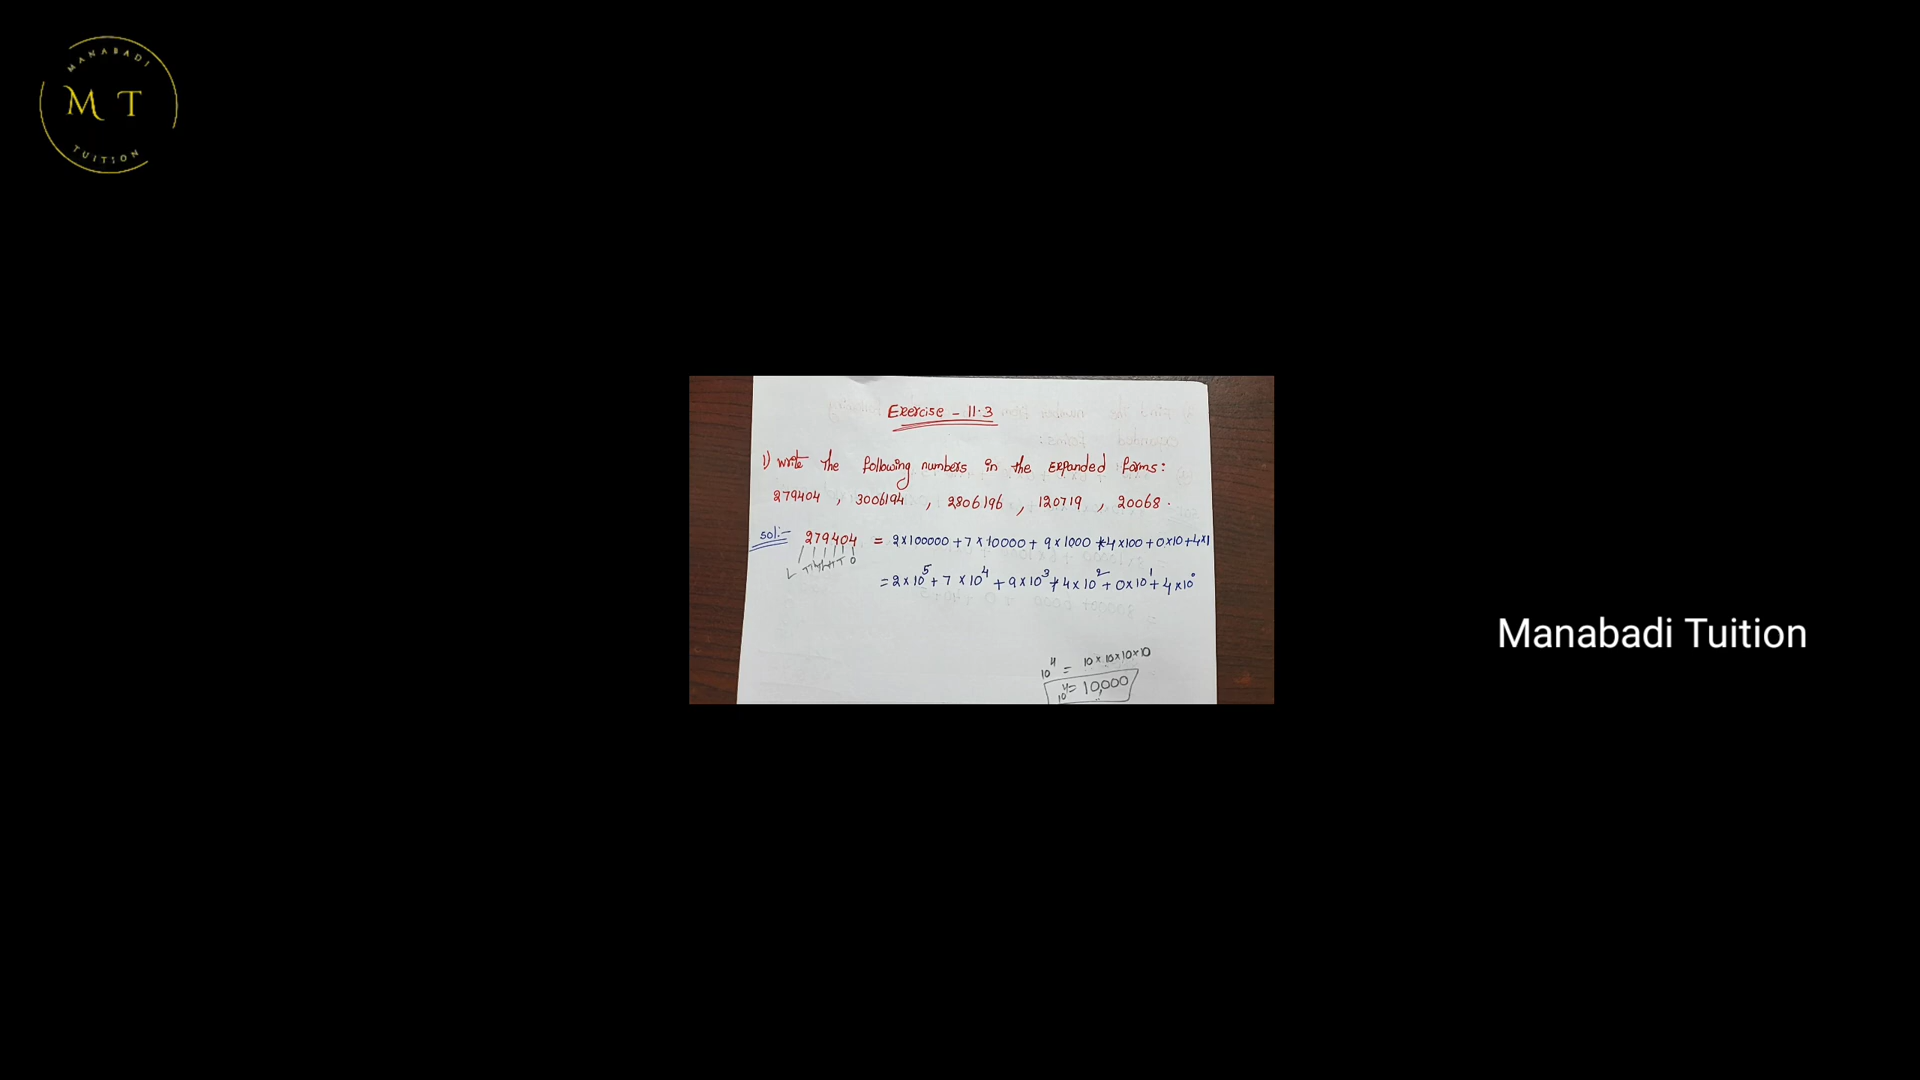 MANABADI
M T
TUITION
Exercise - 11.3
1) write the following numbers in the Expanded forms:
279404 , 3006194 , 2806196 , 120719 , 20068 .
Sol:- 279404 = 2×100000 + 7×10000 + 9×1000 + 4×100 + 0×10 + 4×1
L TTh Th H T O
= 2×10⁵ + 7×10⁴ + 9×10³ + 4×10² + 0×10¹ + 4×10⁰
Manabadi Tuition
10⁴ = 10×10×10×10
10⁴ = 10,000